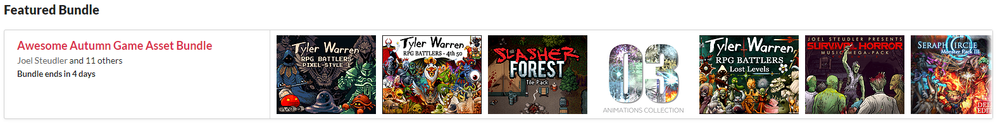 Featured Bundle
Awesome Autumn Game Asset Bundle
Joel Steudler and 11 others
Bundle ends in 4 days
Tyler Warren
RPG BATTLERS
PIXEL-STYLE 1
Tyler Warren
RPG BATTLERS - 4th 50
SLASHER
FOREST
Tile Pack
03
ANIMATIONS COLLECTION
Tyler Warren
RPG BATTLERS
Lost Levels
JOEL STEUDLER PRESENTS
SURVIVAL HORROR
MUSIC MEGA-PACK
SERAPH CIRCLE
Monster Pack III
DEL
EDIT